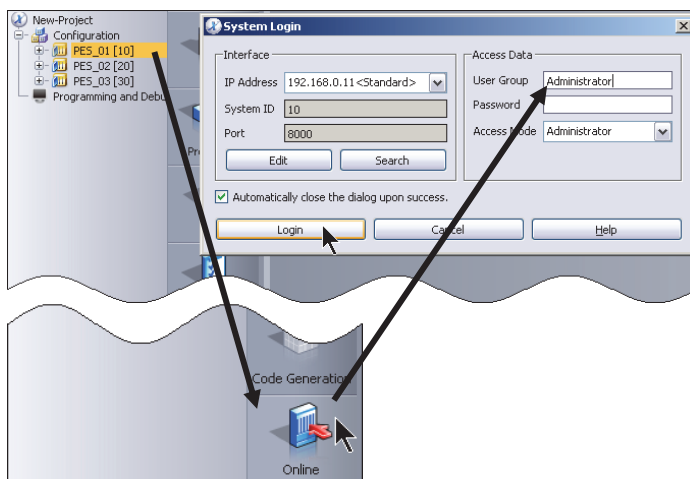 New-Project
Configuration
PES_01 [10]
PES_02 [20]
PES_03 [30]
Programming and Debu
Pr
System Login
Interface
IP Address 192.168.0.11<Standard>
System ID 10
Port 8000
Edit Search
Access Data
User Group Administrator
Password
Access Mode Administrator
Automatically close the dialog upon success.
Login Cancel Help
Code Generation
Online